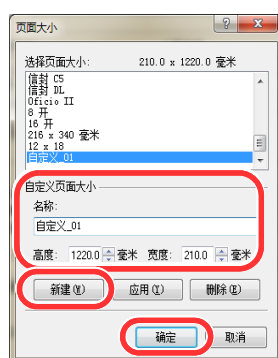 页面大小
选择页面大小: 210.0 x 1220.0 毫米
信封 C5
信封 DL
Oficio II
8 开
16 开
216 x 340 毫米
12 x 18
自定义_01
自定义页面大小
名称:
自定义_01
高度: 1220.0 毫米 宽度: 210.0 毫米
新建(W) 应用(Y) 删除(E)
确定 取消